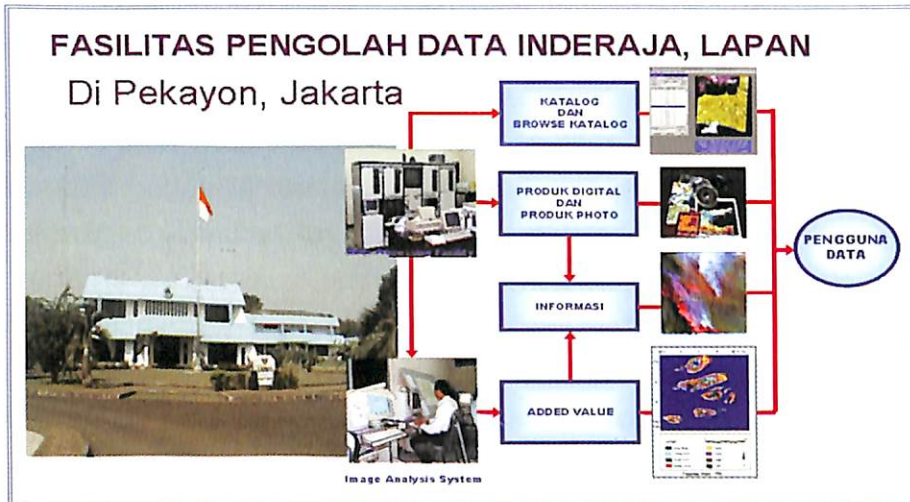 FASILITAS PENGOLAH DATA INDERAJA, LAPAN
Di Pekayon, Jakarta
KATALOG
DAN
BROWSE KATALOG
PRODUK DIGITAL
DAN
PRODUK PHOTO
PENGGUNA
DATA
INFORMASI
ADDED VALUE
Image Analysis System